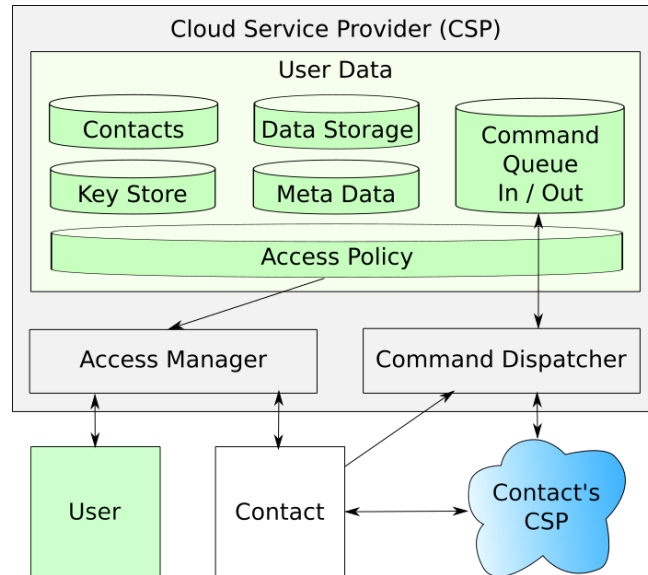 Cloud Service Provider (CSP)
User Data
Contacts
Data Storage
Command
Queue
In / Out
Key Store
Meta Data
Access Policy
Access Manager
Command Dispatcher
User
Contact
Contact's
CSP